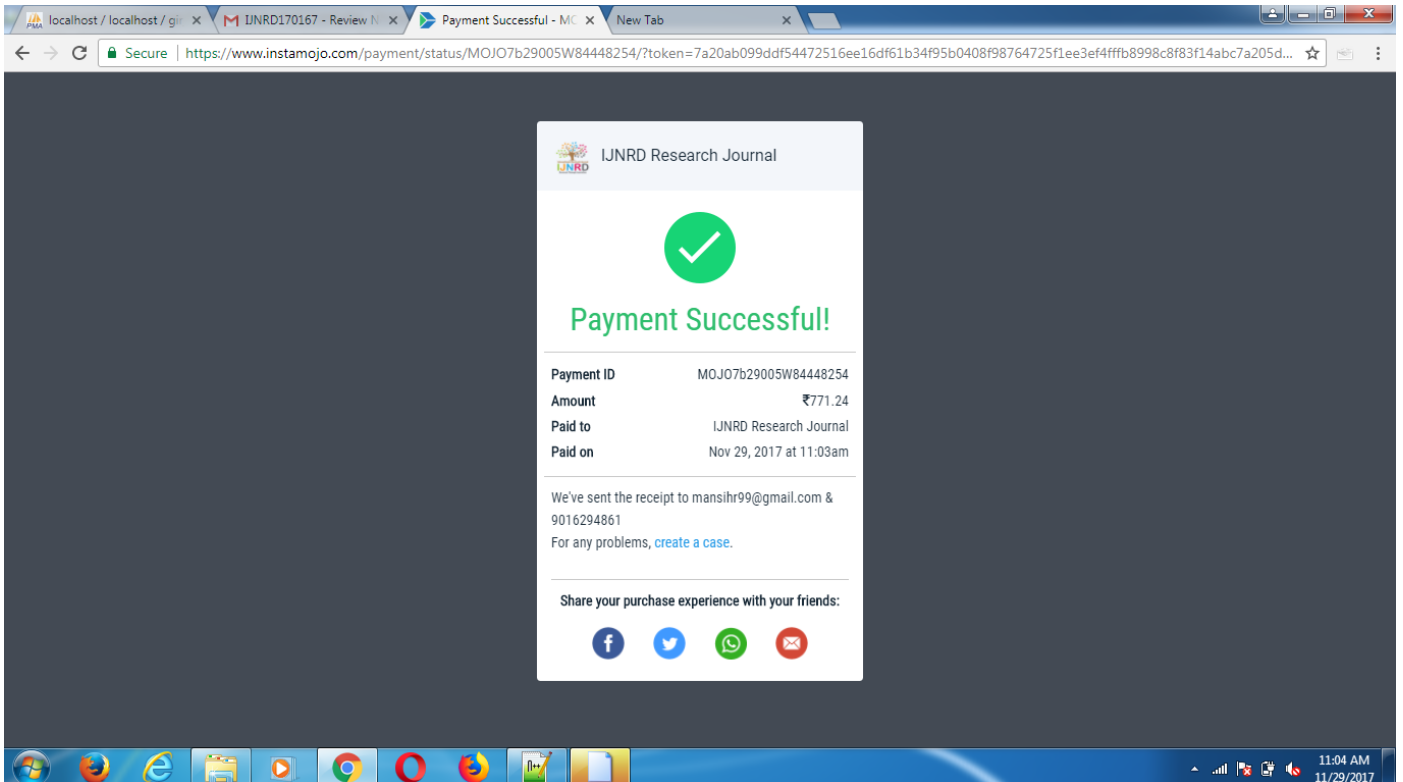 localhost / localhost / gir
IJNRD170167 - Review N
Payment Successful - MO
New Tab
Secure
https://www.instamojo.com/payment/status/MOJO7b29005W84448254/?token=7a20ab099ddf54472516ee16df61b34f95b0408f98764725f1ee3ef4fffb8998c8f83f14abc7a205d...
IJNRD
IJNRD Research Journal
Payment Successful!
Payment ID MOJO7b29005W84448254
Amount ₹771.24
Paid to IJNRD Research Journal
Paid on Nov 29, 2017 at 11:03am
We've sent the receipt to mansihr99@gmail.com &
9016294861
For any problems, create a case.
Share your purchase experience with your friends:
11:04 AM
11/29/2017